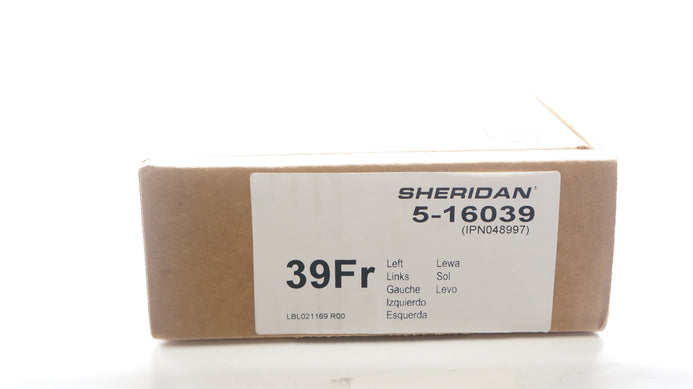 SHERIDAN®
5-16039
(IPN048997)
39Fr
Left Lewa
Links Sol
Gauche Levo
Izquierdo
Esquerda
LBL021169 R00